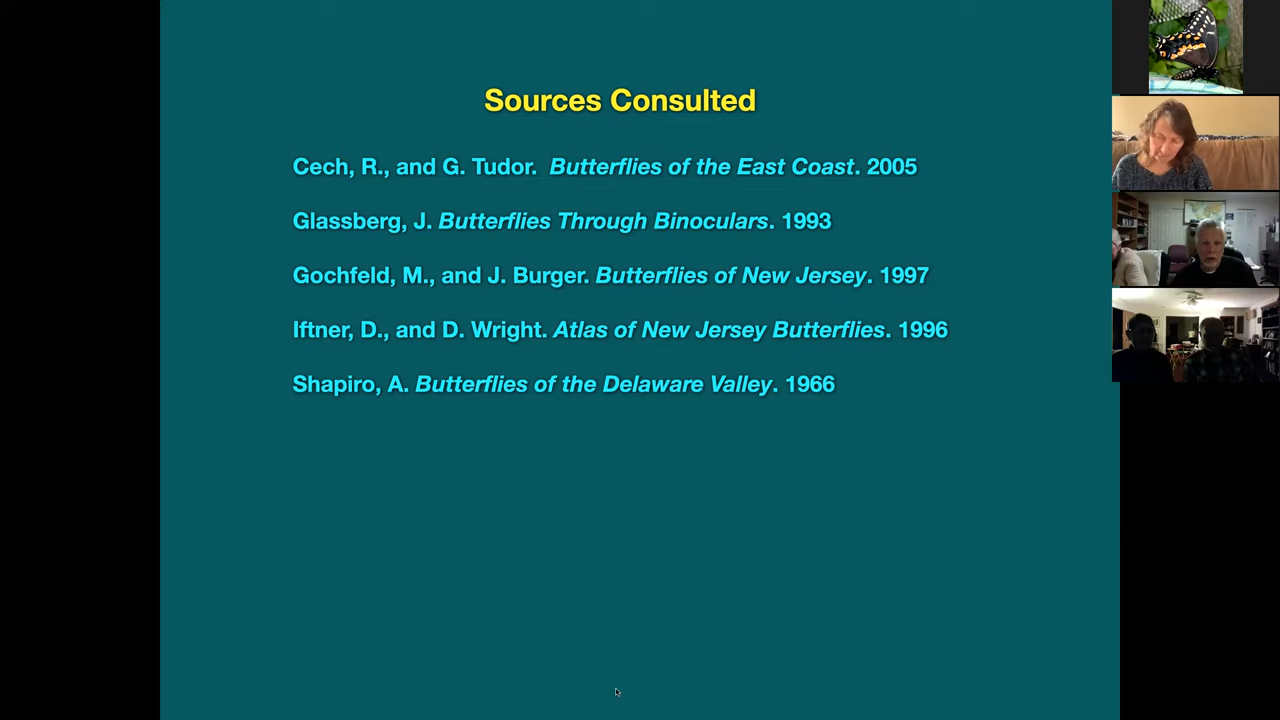 Sources Consulted
Cech, R., and G. Tudor. Butterflies of the East Coast. 2005
Glassberg, J. Butterflies Through Binoculars. 1993
Gochfeld, M., and J. Burger. Butterflies of New Jersey. 1997
Iftner, D., and D. Wright. Atlas of New Jersey Butterflies. 1996
Shapiro, A. Butterflies of the Delaware Valley. 1966